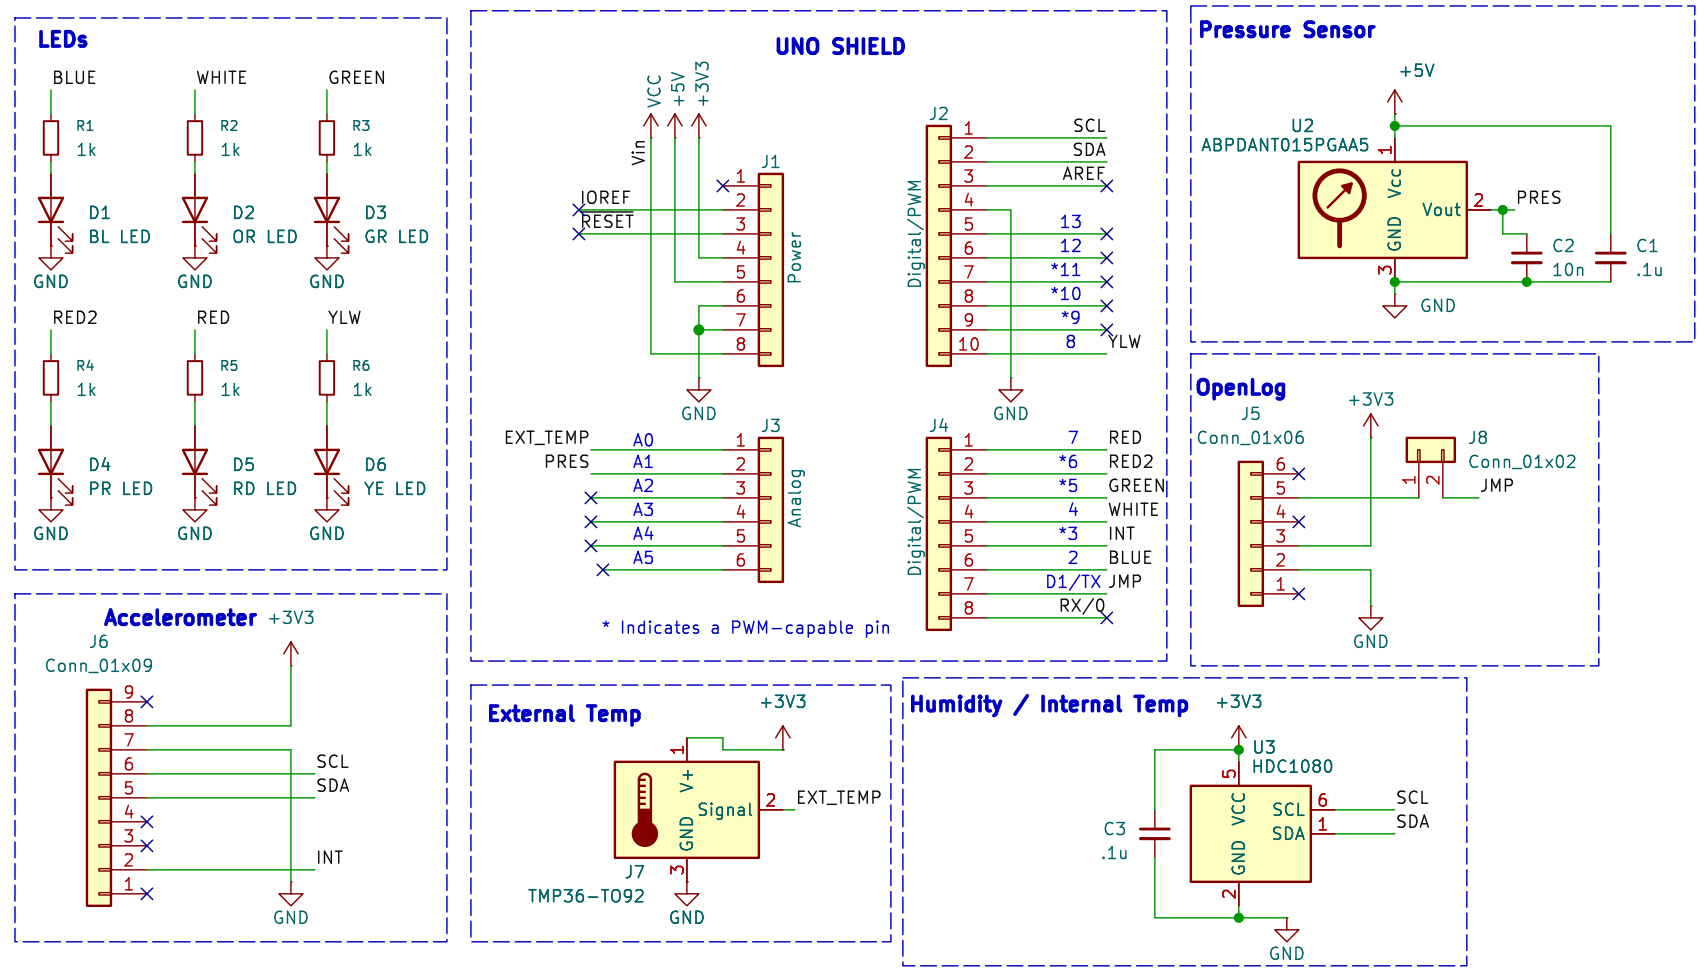 LEDs
BLUE
WHITE
GREEN
R1
1k
R2
1k
R3
1k
D1
BL LED
D2
OR LED
D3
GR LED
GND
GND
GND
RED2
RED
YLW
R4
1k
R5
1k
R6
1k
D4
PR LED
D5
RD LED
D6
YE LED
GND
GND
GND
UNO SHIELD
VCC
+5V
+3V3
Vin
IOREF
RESET
J1
1
2
3
4
5
6
7
8
Power
GND
J2
1
2
3
4
5
6
7
8
9
10
Digital/PWM
SCL
SDA
AREF
13
12
*11
*10
*9
8 YLW
GND
J3
EXT_TEMP A0 1
PRES A1 2
A2 3
A3 4
A4 5
A5 6
Analog
J4
Digital/PWM
1 7 RED
2 *6 RED2
3 *5 GREEN
4 4 WHITE
5 *3 INT
6 2 BLUE
7 D1/TX JMP
8 RX/0
* Indicates a PWM-capable pin
Pressure Sensor
+5V
U2
ABPDANT015PGAA5
1
Vcc
Vout
2
PRES
GND
3
C2
10n
C1
.1u
GND
OpenLog
J5
Conn_01x06
+3V3
J8
Conn_01x02
6
5
4
3
2
1
1
2
JMP
GND
Accelerometer
+3V3
J6
Conn_01x09
9
8
7
6
SCL
5
SDA
4
3
2
INT
1
GND
External Temp
+3V3
1
V+
Signal
2
EXT_TEMP
GND
3
J7
TMP36-TO92
GND
Humidity / Internal Temp
+3V3
U3
HDC1080
5
VCC
SCL
6
SCL
SDA
1
SDA
GND
2
C3
.1u
GND